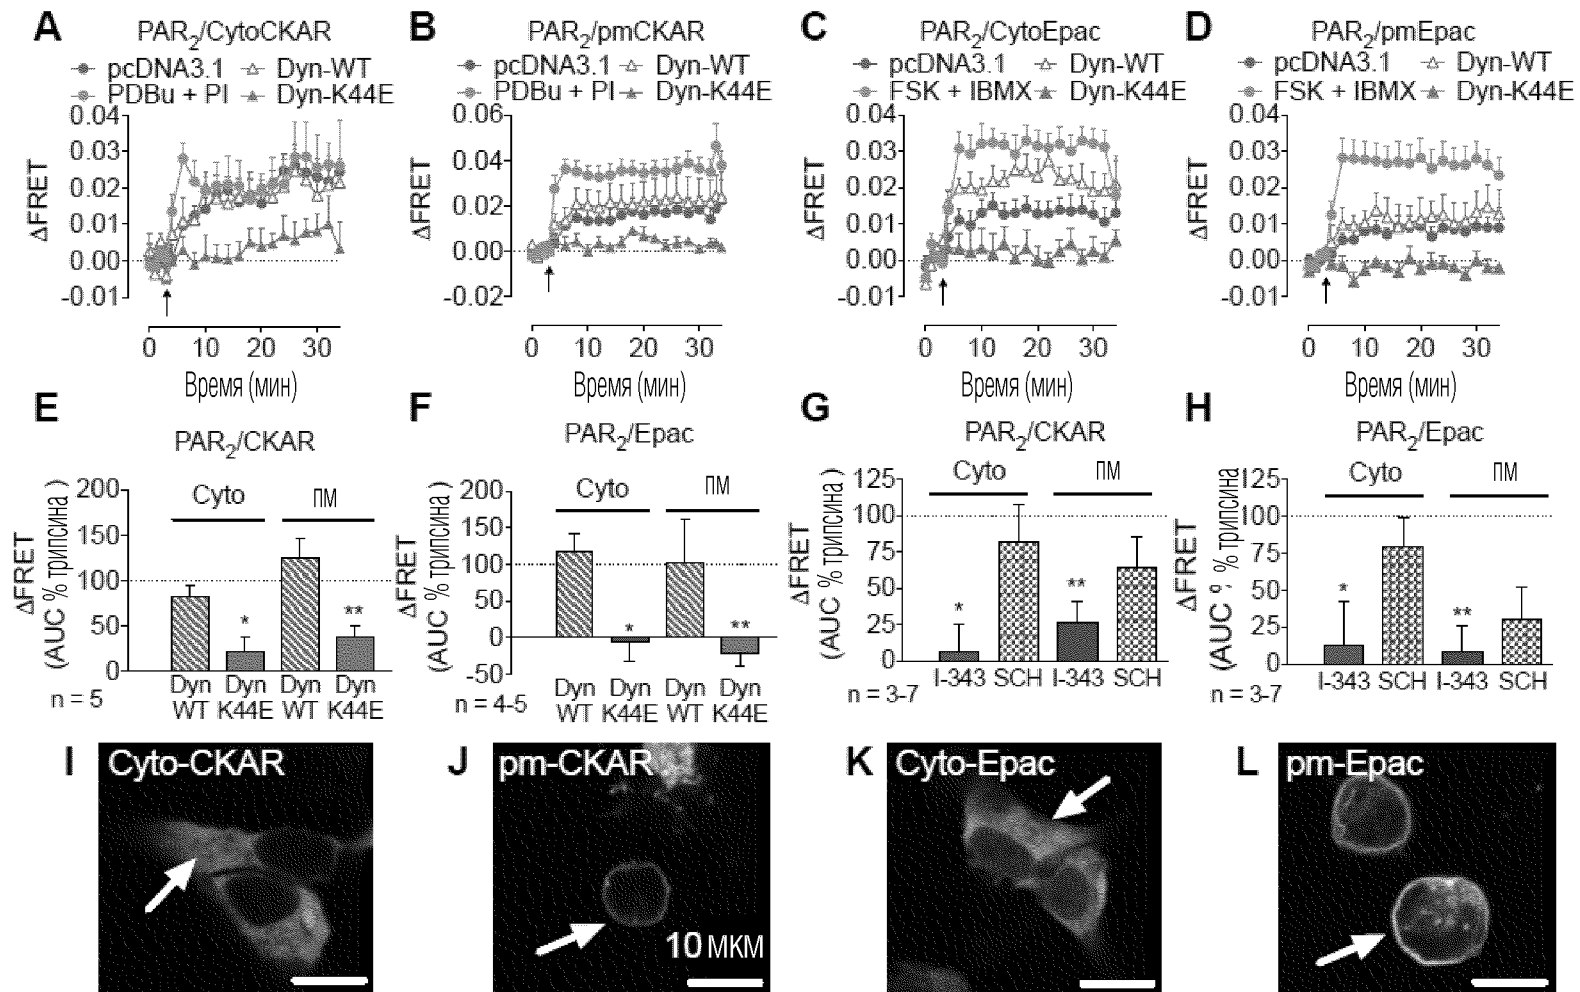 A PAR2/CytoCKAR
pcDNA3.1 Dyn-WT
PDBu + PI Dyn-K44E
ΔFRET
0.04
0.03
0.02
0.01
0.00
-0.01
0 10 20 30
Время (мин)
B PAR2/pmCKAR
pcDNA3.1 Dyn-WT
PDBu + PI Dyn-K44E
ΔFRET
0.06
0.04
0.02
0.00
-0.02
0 10 20 30
Время (мин)
C PAR2/CytoEpac
pcDNA3.1 Dyn-WT
FSK + IBMX Dyn-K44E
ΔFRET
0.04
0.03
0.02
0.01
0.00
-0.01
0 10 20 30
Время (мин)
D PAR2/pmEpac
pcDNA3.1 Dyn-WT
FSK + IBMX Dyn-K44E
ΔFRET
0.04
0.03
0.02
0.01
0.00
-0.01
0 10 20 30
Время (мин)
E PAR2/CKAR
Cyto ПМ
ΔFRET
(AUC % трипсина )
200
150
100
50
0
* **
Dyn Dyn Dyn Dyn
WT K44E WT K44E
n = 5
F PAR2/Epac
Cyto ПМ
ΔFRET
(AUC % трипсина )
200
150
100
50
0
-50
* **
Dyn Dyn Dyn Dyn
WT K44E WT K44E
n = 4-5
G PAR2/CKAR
Cyto ПМ
ΔFRET
(AUC % трипсина )
125
100
75
50
25
0
* **
I-343 SCH I-343 SCH
n = 3-7
H PAR2/Epac
Cyto ПМ
ΔFRET
(AUC % трипсина
125
100
75
50
25
0
* **
I-343 SCH I-343 SCH
n = 3-7
I Cyto-CKAR
J pm-CKAR
10 МКМ
K Cyto-Epac
L pm-Epac